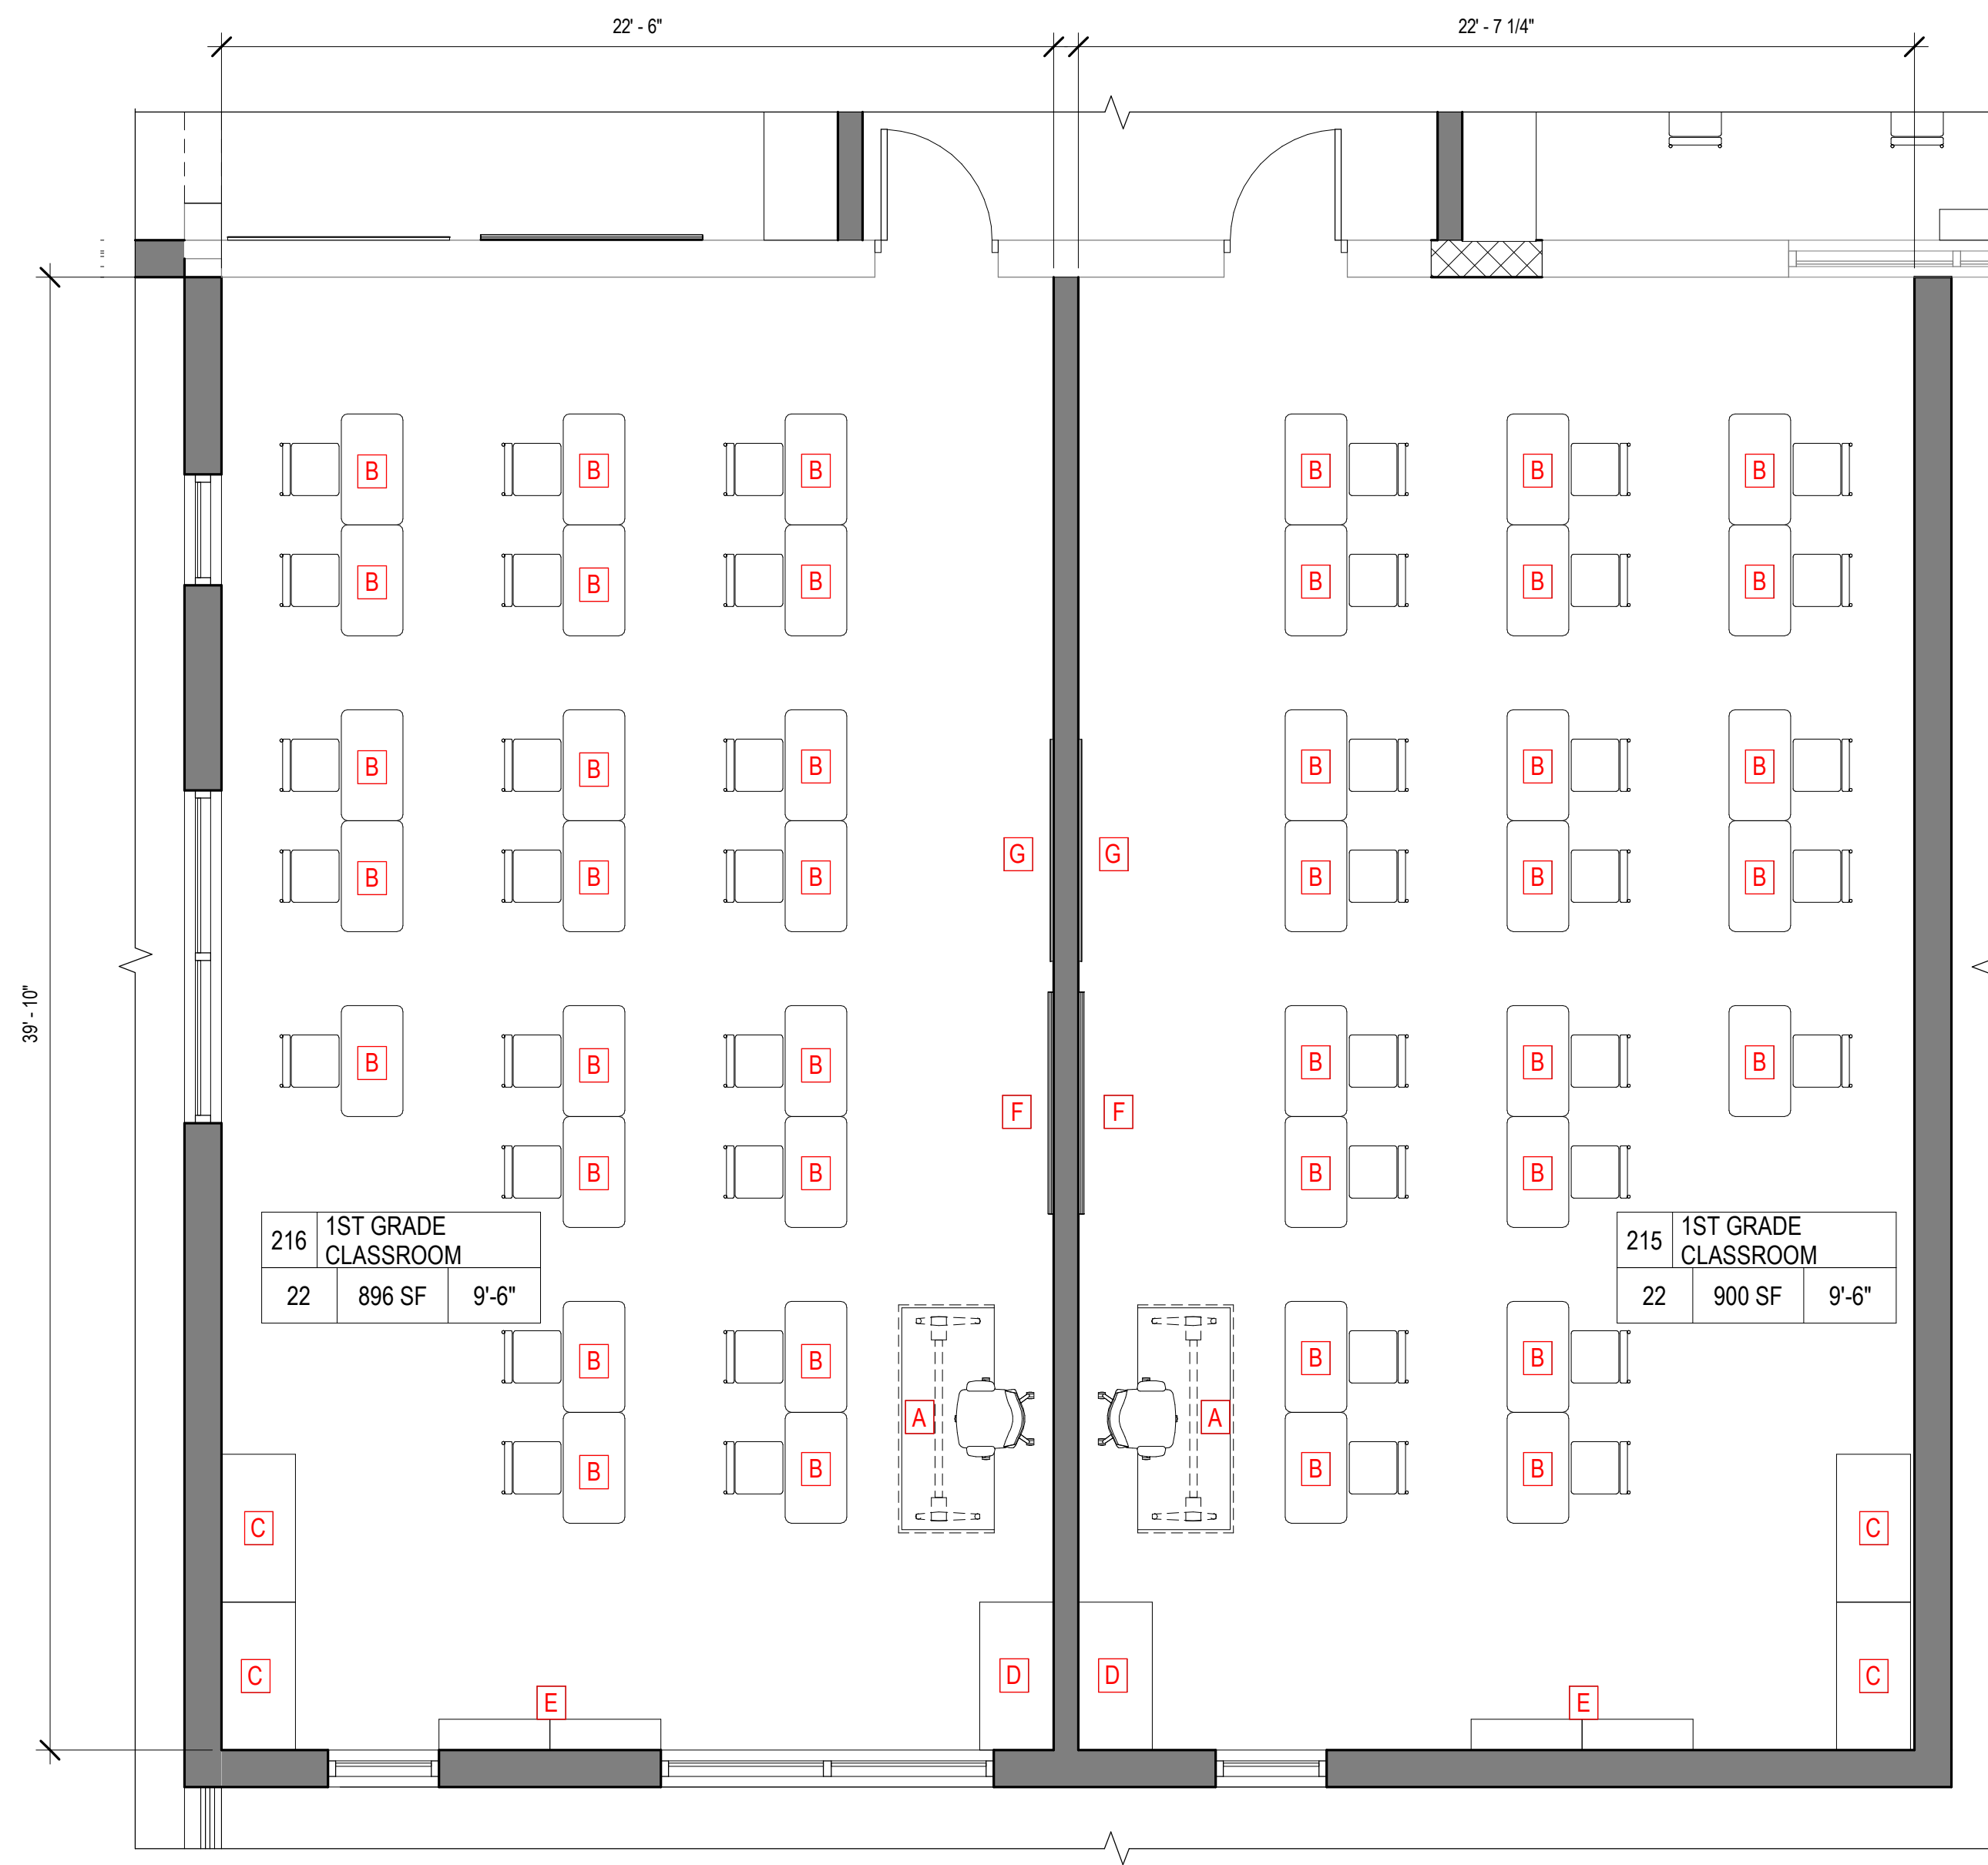 22' - 6" 22' - 7 1/4"
B B B B B B
B B B B B B
B B B B B B
G G
B B B B B B
39' - 10"
B B B B B B
F F
B B B B
216 1ST GRADE
CLASSROOM
22 896 SF 9'-6"
215 1ST GRADE
CLASSROOM
22 900 SF 9'-6"
B B B B
A A
B B B B
C C
C D D C
E E